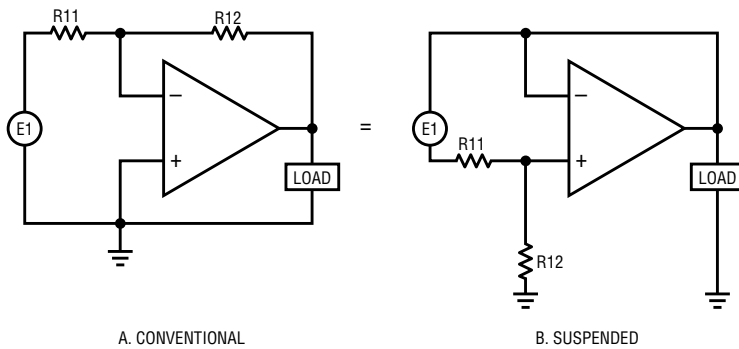 R11
R12
E1
−
+
LOAD
=
E1
R11
−
+
R12
LOAD
A. CONVENTIONAL
B. SUSPENDED